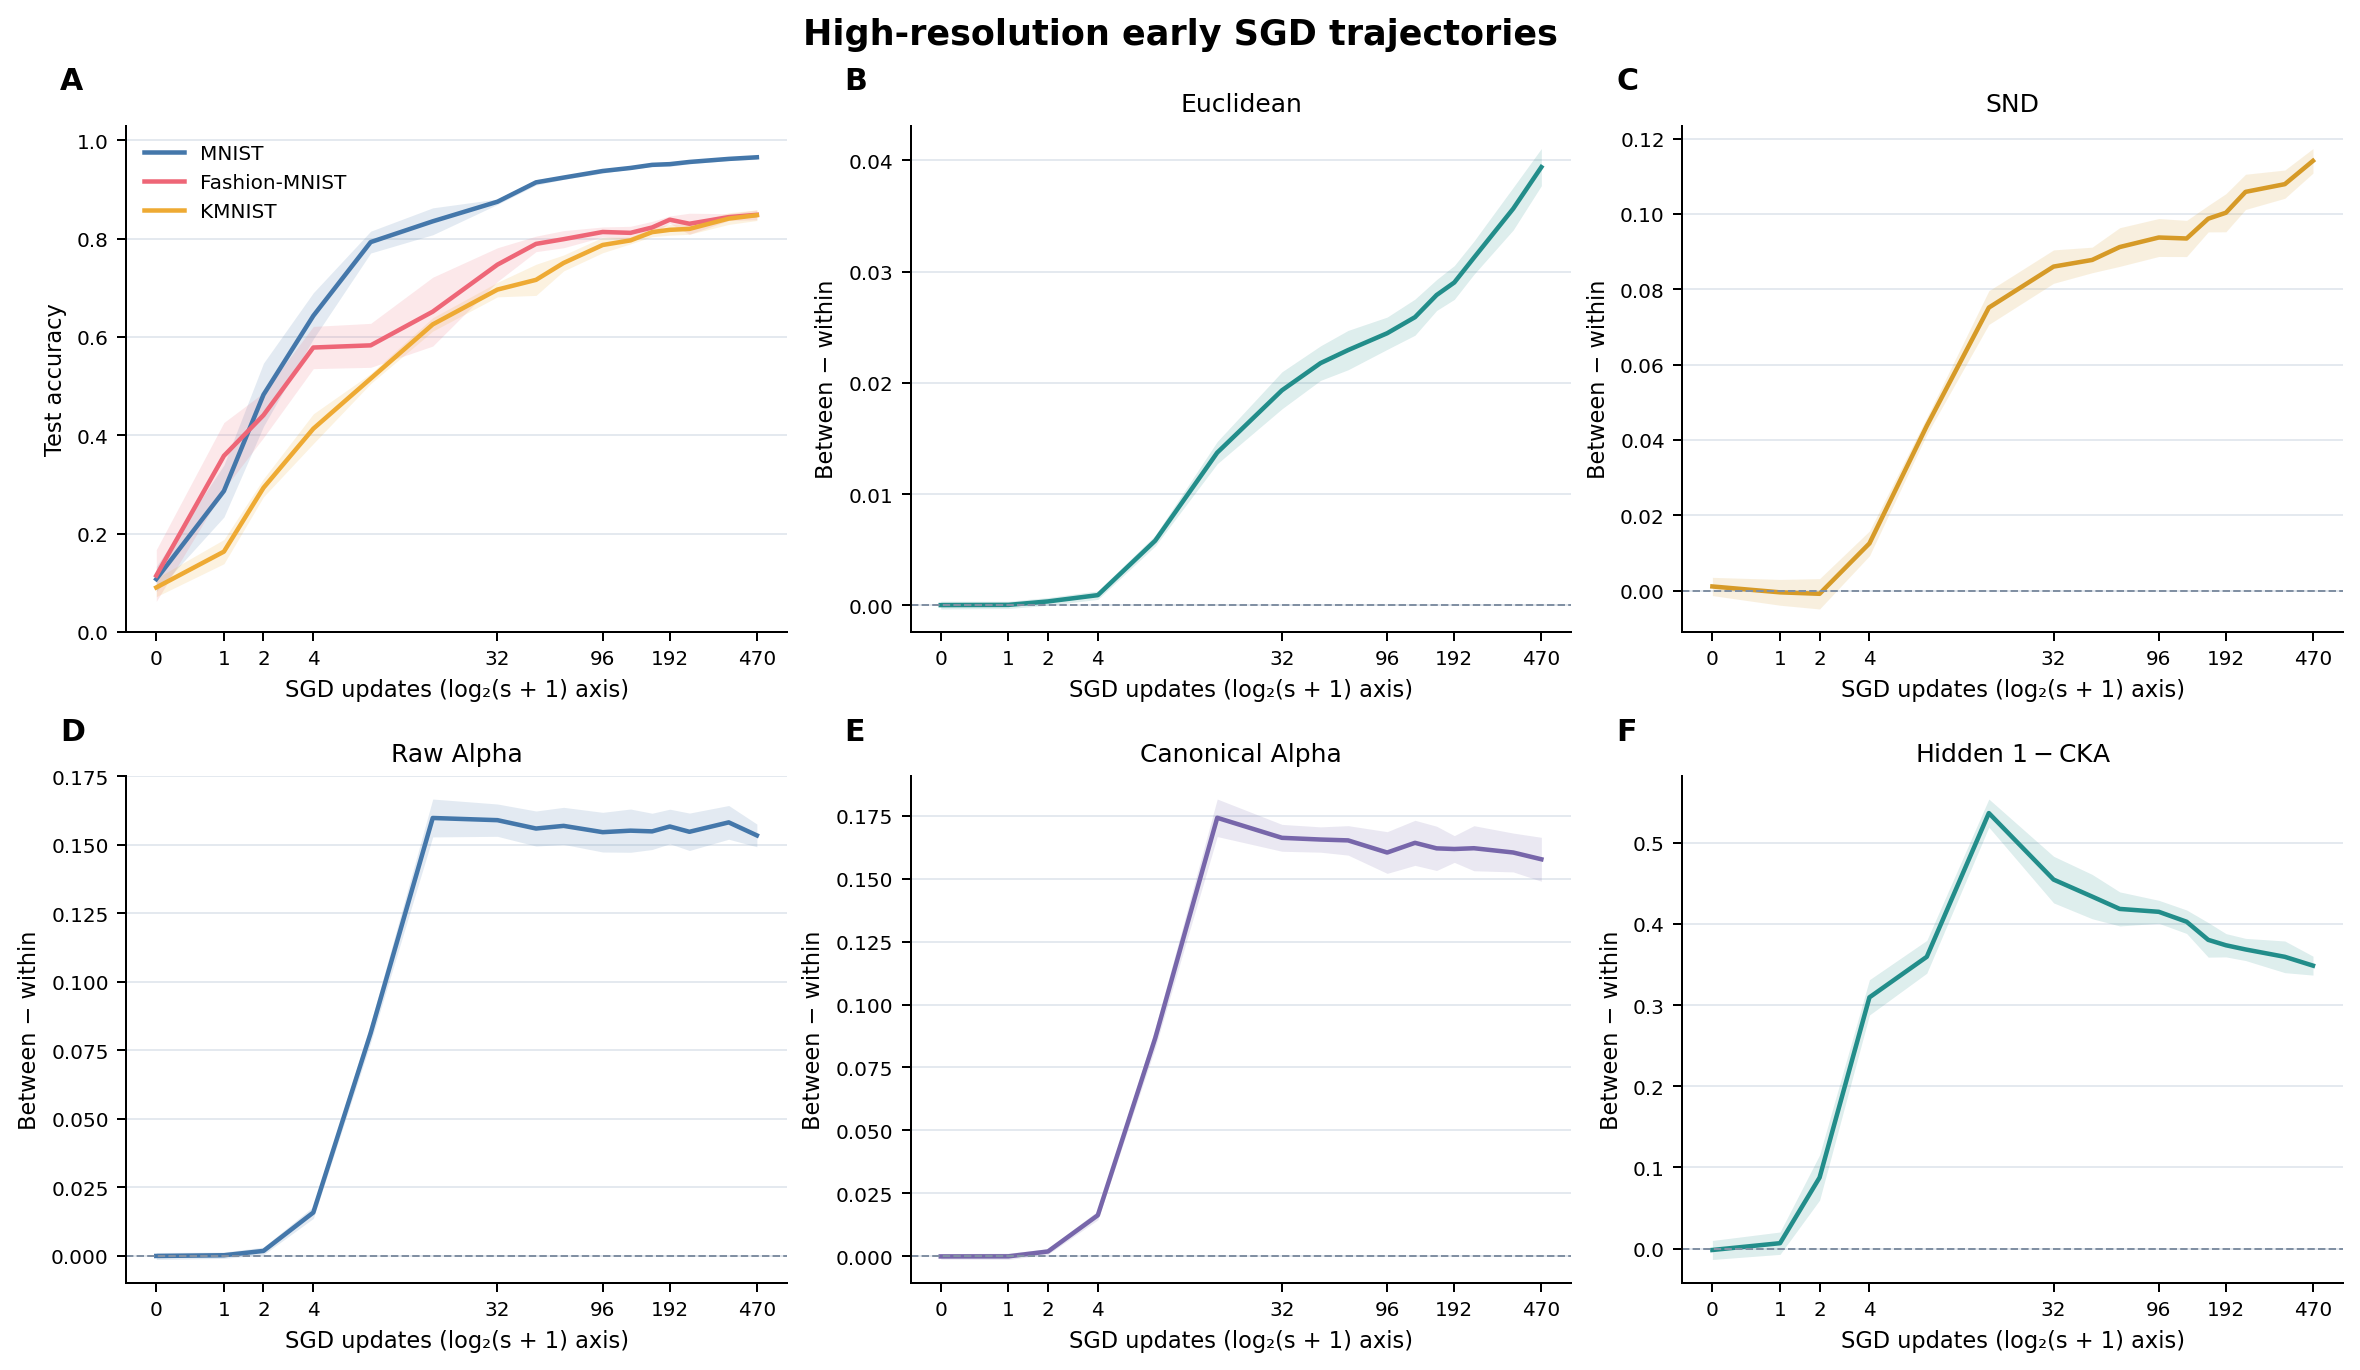 High-resolution early SGD trajectories
A
1.0
0.8
0.6
0.4
0.2
0.0
Test accuracy
MNIST
Fashion-MNIST
KMNIST
0 1 2 4 32 96 192 470
SGD updates (log₂(s + 1) axis)
B
Euclidean
0.04
0.03
0.02
0.01
0.00
Between − within
0 1 2 4 32 96 192 470
SGD updates (log₂(s + 1) axis)
C
SND
0.12
0.10
0.08
0.06
0.04
0.02
0.00
Between − within
0 1 2 4 32 96 192 470
SGD updates (log₂(s + 1) axis)
D
Raw Alpha
0.175
0.150
0.125
0.100
0.075
0.050
0.025
0.000
Between − within
0 1 2 4 32 96 192 470
SGD updates (log₂(s + 1) axis)
E
Canonical Alpha
0.175
0.150
0.125
0.100
0.075
0.050
0.025
0.000
Between − within
0 1 2 4 32 96 192 470
SGD updates (log₂(s + 1) axis)
F
Hidden 1 − CKA
0.5
0.4
0.3
0.2
0.1
0.0
Between − within
0 1 2 4 32 96 192 470
SGD updates (log₂(s + 1) axis)